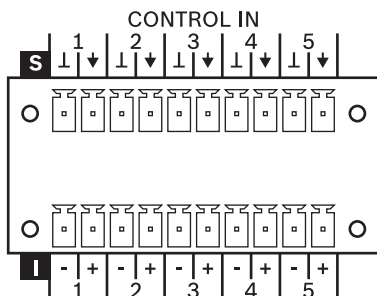 CONTROL IN
1 2 3 4 5
S ⊥ ↓ ⊥ ↓ ⊥ ↓ ⊥ ↓ ⊥ ↓
I - + - + - + - + - +
1 2 3 4 5